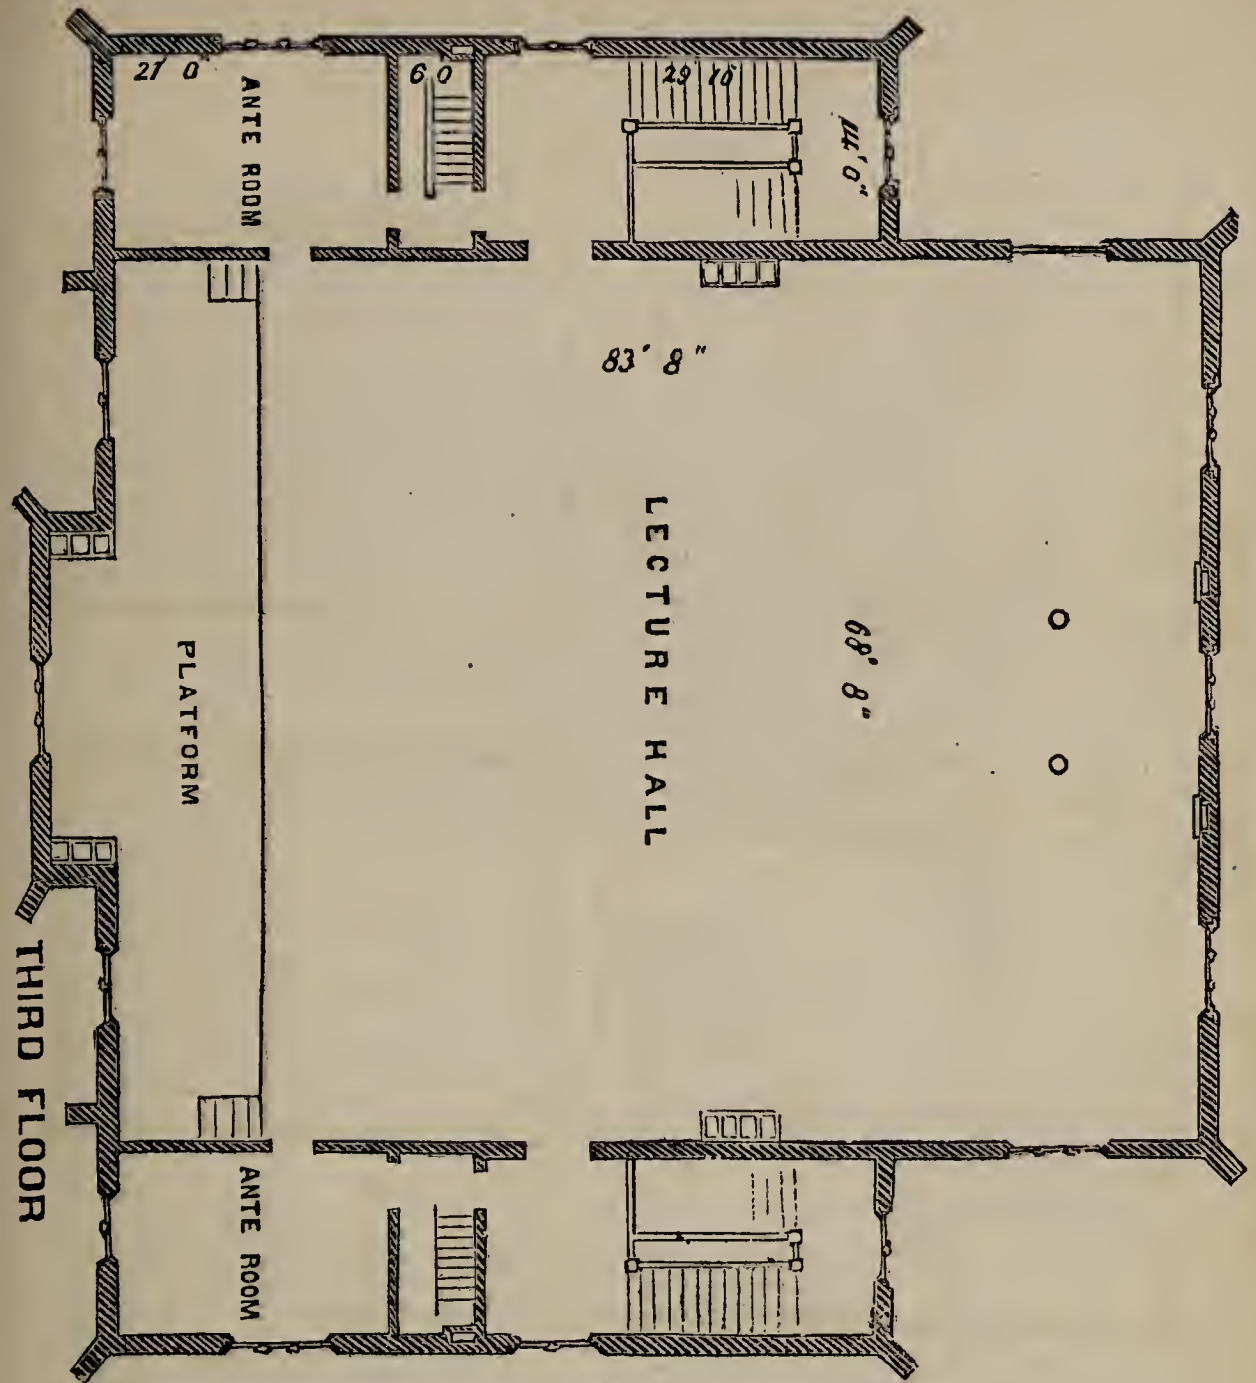 21 0
6 0
29 10
14' 0"
ANTE ROOM
83' 8"
LECTURE HALL
68' 8"
PLATFORM
ANTE ROOM
THIRD FLOOR